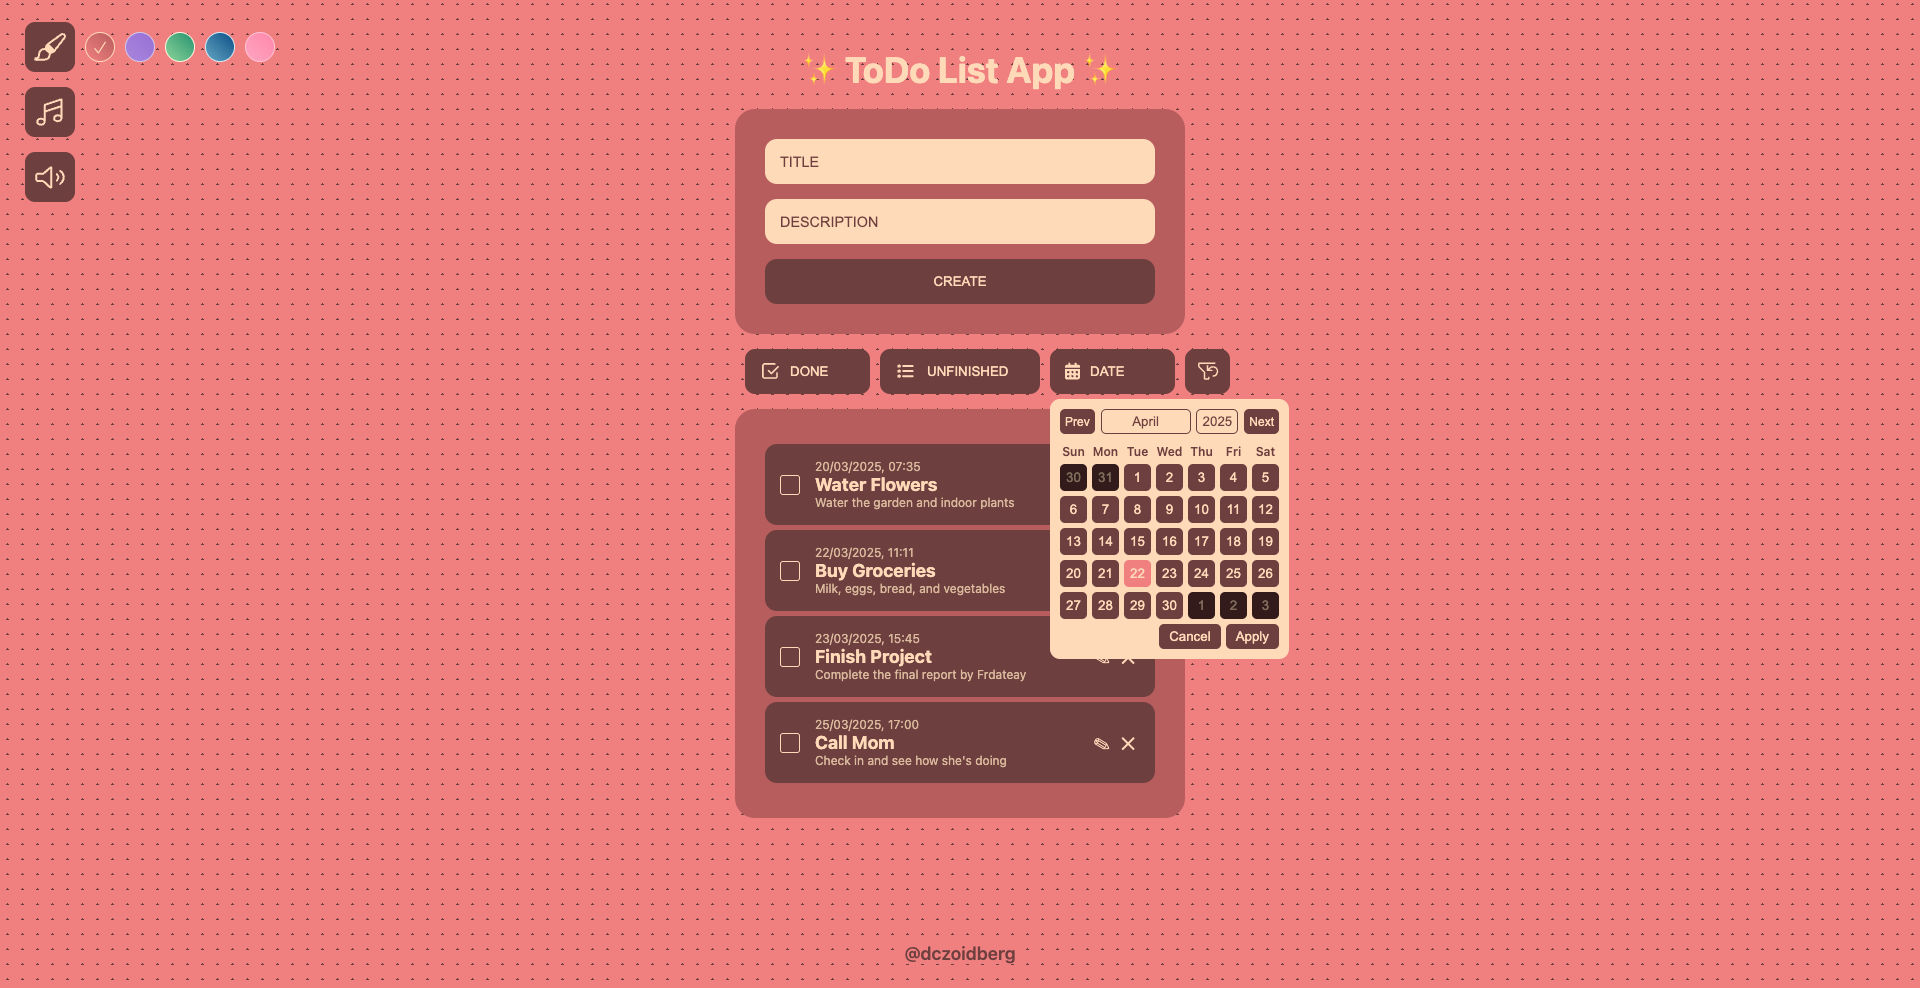 ✨ ToDo List App ✨
TITLE
DESCRIPTION
CREATE
DONE UNFINISHED DATE
Prev April 2025 Next
Sun Mon Tue Wed Thu Fri Sat
30 31 1 2 3 4 5
6 7 8 9 10 11 12
13 14 15 16 17 18 19
20 21 22 23 24 25 26
27 28 29 30 1 2 3
Cancel Apply
20/03/2025, 07:35
Water Flowers
Water the garden and indoor plants
22/03/2025, 11:11
Buy Groceries
Milk, eggs, bread, and vegetables
23/03/2025, 15:45
Finish Project
Complete the final report by Frdateay
25/03/2025, 17:00
Call Mom
Check in and see how she's doing
@dczoidberg